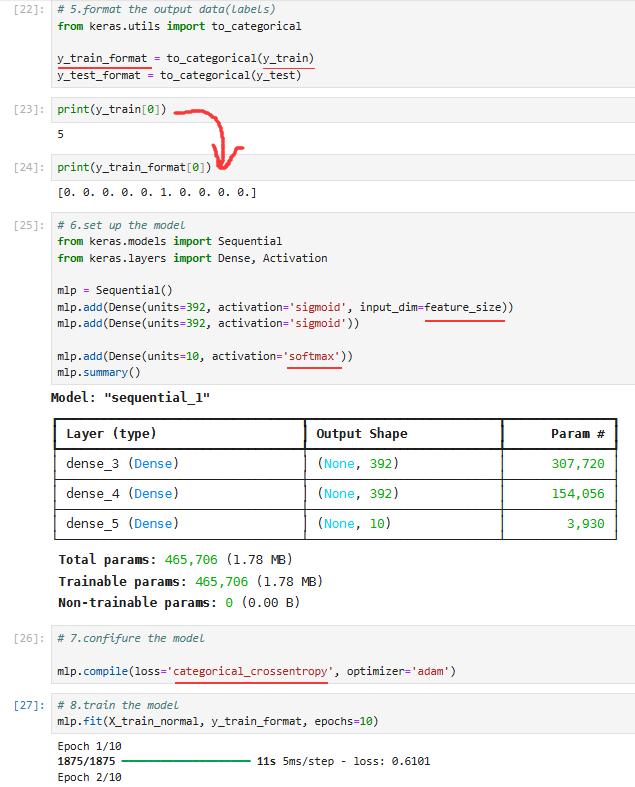 [22]:
# 5.format the output data(labels)
from keras.utils import to_categorical
y_train_format = to_categorical(y_train)
y_test_format = to_categorical(y_test)
[23]:
print(y_train[0])
5
[24]:
print(y_train_format[0])
[0. 0. 0. 0. 0. 1. 0. 0. 0. 0.]
[25]:
# 6.set up the model
from keras.models import Sequential
from keras.layers import Dense, Activation
mlp = Sequential()
mlp.add(Dense(units=392, activation='sigmoid', input_dim=feature_size))
mlp.add(Dense(units=392, activation='sigmoid'))
mlp.add(Dense(units=10, activation='softmax'))
mlp.summary()
Model: "sequential_1"
Layer (type) Output Shape Param #
dense_3 (Dense) (None, 392) 307,720
dense_4 (Dense) (None, 392) 154,056
dense_5 (Dense) (None, 10) 3,930
Total params: 465,706 (1.78 MB)
Trainable params: 465,706 (1.78 MB)
Non-trainable params: 0 (0.00 B)
[26]:
# 7.confifure the model
mlp.compile(loss='categorical_crossentropy', optimizer='adam')
[27]:
# 8.train the model
mlp.fit(X_train_normal, y_train_format, epochs=10)
Epoch 1/10
1875/1875 11s 5ms/step - loss: 0.6101
Epoch 2/10